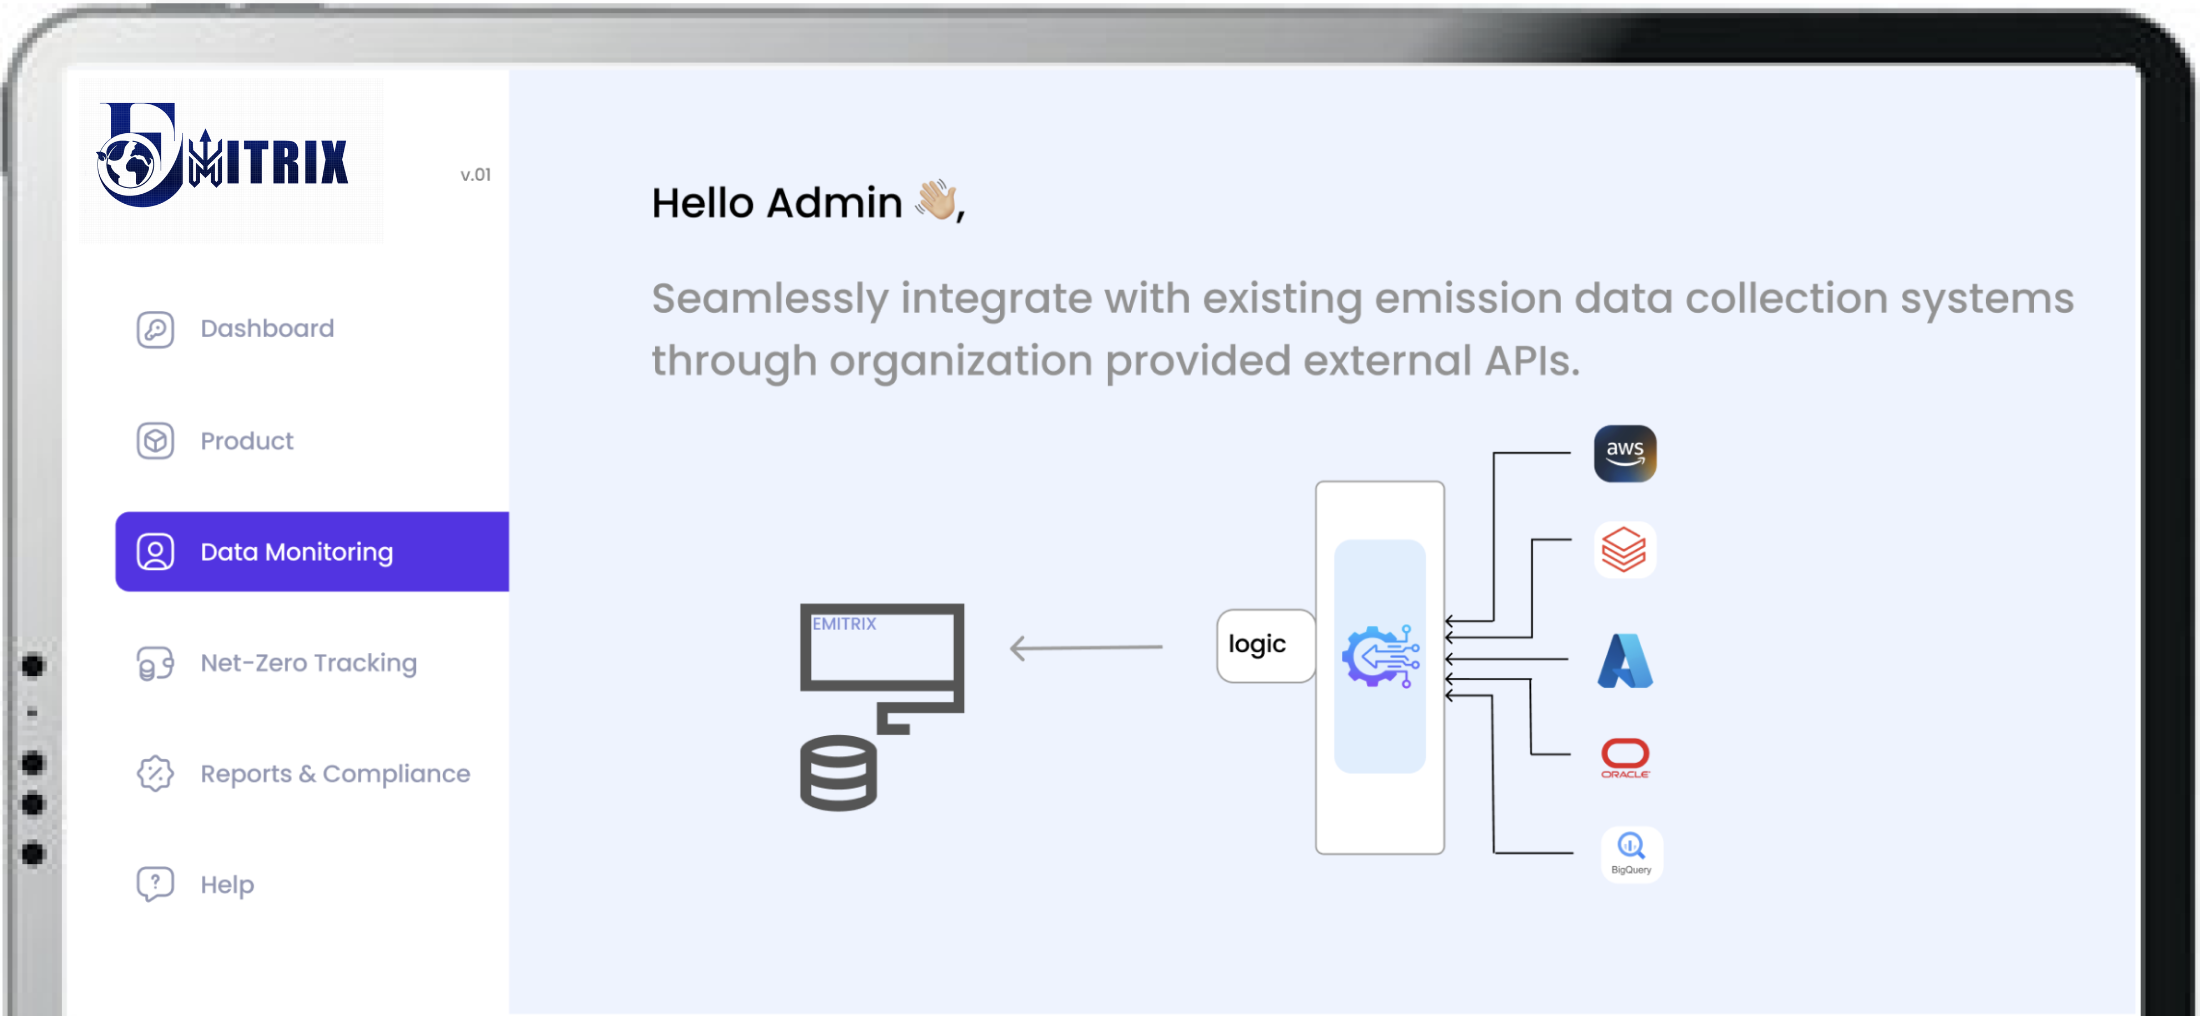 EMITRIX
v.01
Dashboard
Product
Data Monitoring
Net-Zero Tracking
Reports & Compliance
Help
Hello Admin 👋🏼,
Seamlessly integrate with existing emission data collection systems
through organization provided external APIs.
EMITRIX
logic
aws
ORACLE
BigQuery